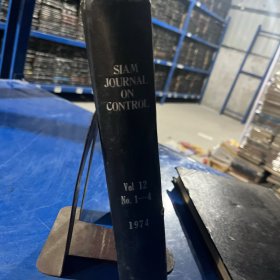 SIAM
JOURNAL
ON
CONTROL
Vol 12
No. 1—4
1974